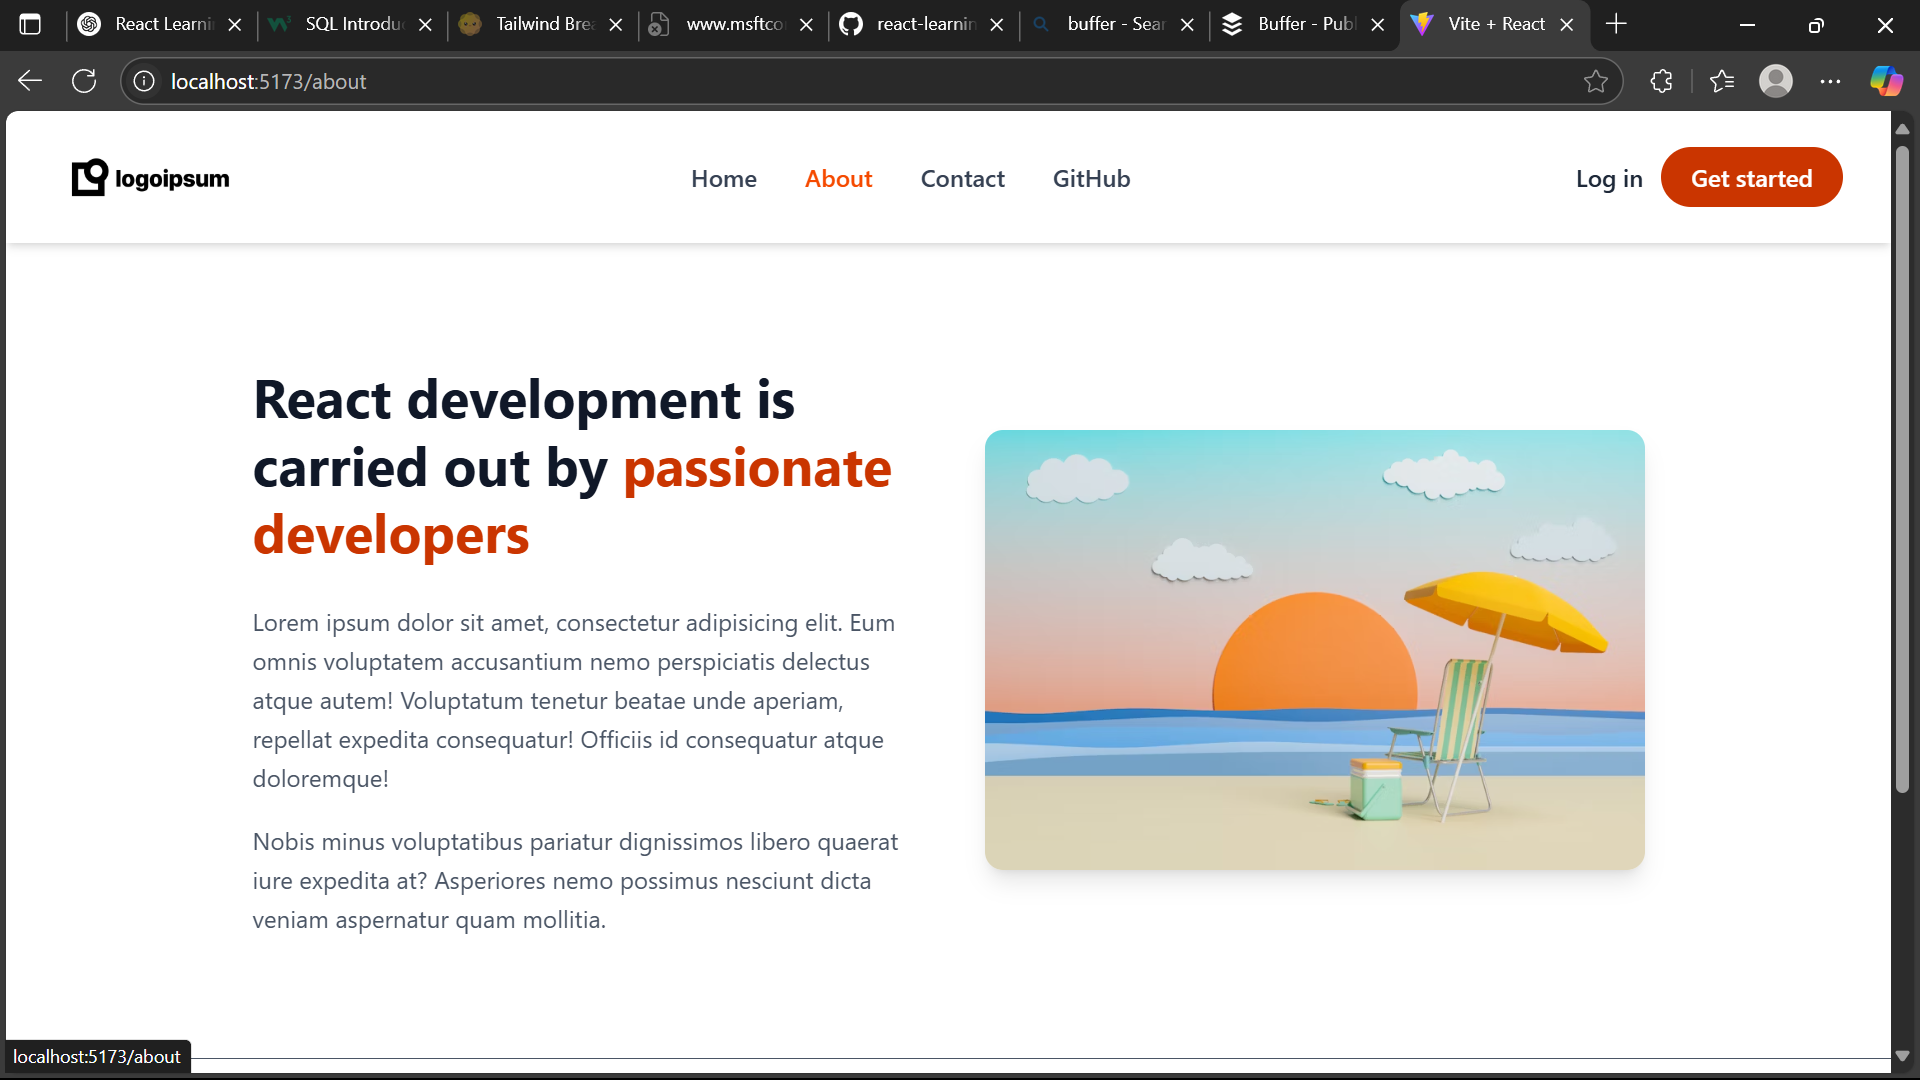 React Learni
SQL Introduc
Tailwind Brea
www.msftco
react-learnin
buffer - Sear
Buffer - Publ
Vite + React
localhost:5173/about
logoipsum
Home
About
Contact
GitHub
Log in
Get started
React development is
carried out by passionate
developers
Lorem ipsum dolor sit amet, consectetur adipisicing elit. Eum
omnis voluptatem accusantium nemo perspiciatis delectus
atque autem! Voluptatum tenetur beatae unde aperiam,
repellat expedita consequatur! Officiis id consequatur atque
doloremque!
Nobis minus voluptatibus pariatur dignissimos libero quaerat
iure expedita at? Asperiores nemo possimus nesciunt dicta
veniam aspernatur quam mollitia.
localhost:5173/about